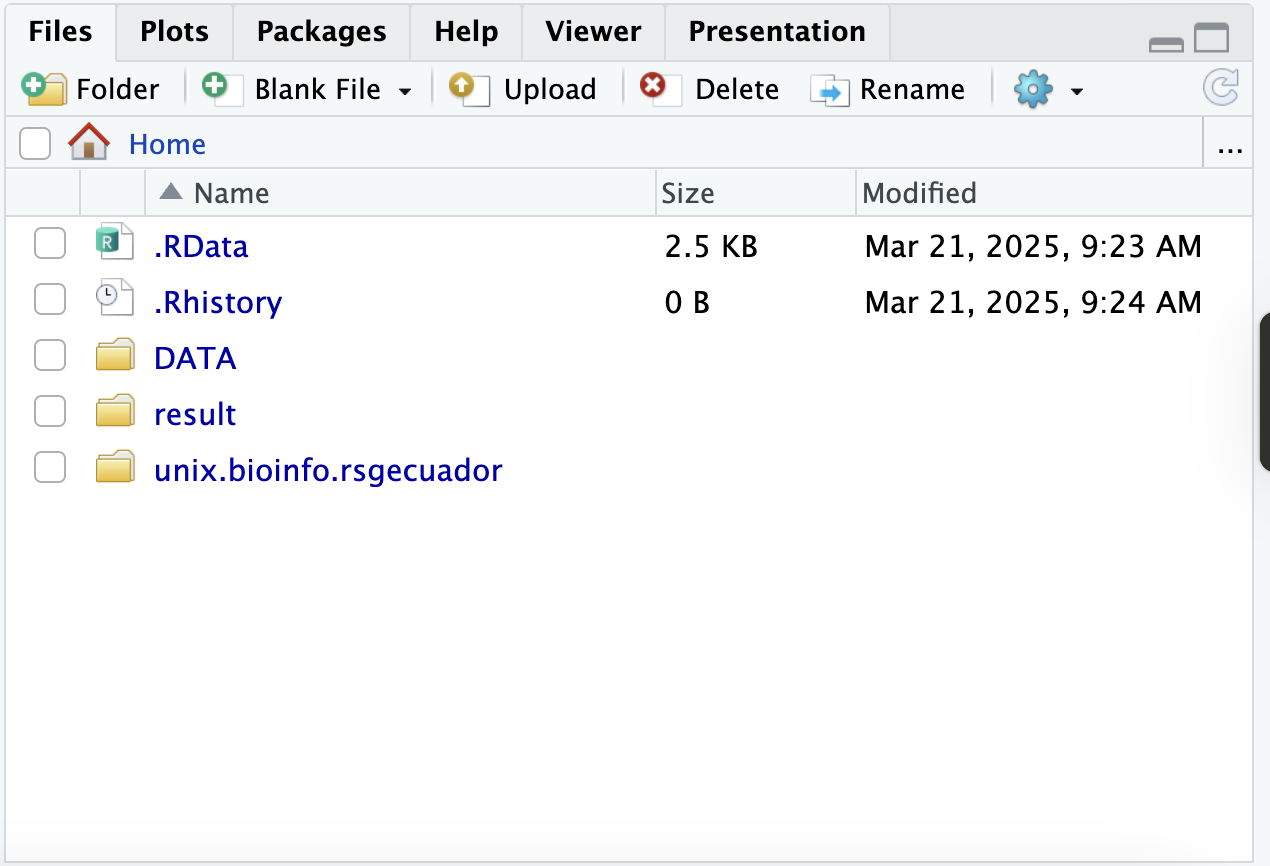 Files Plots Packages Help Viewer Presentation
Folder Blank File Upload Delete Rename
Home ...
Name Size Modified
R .RData 2.5 KB Mar 21, 2025, 9:23 AM
.Rhistory 0 B Mar 21, 2025, 9:24 AM
DATA
result
unix.bioinfo.rsgecuador